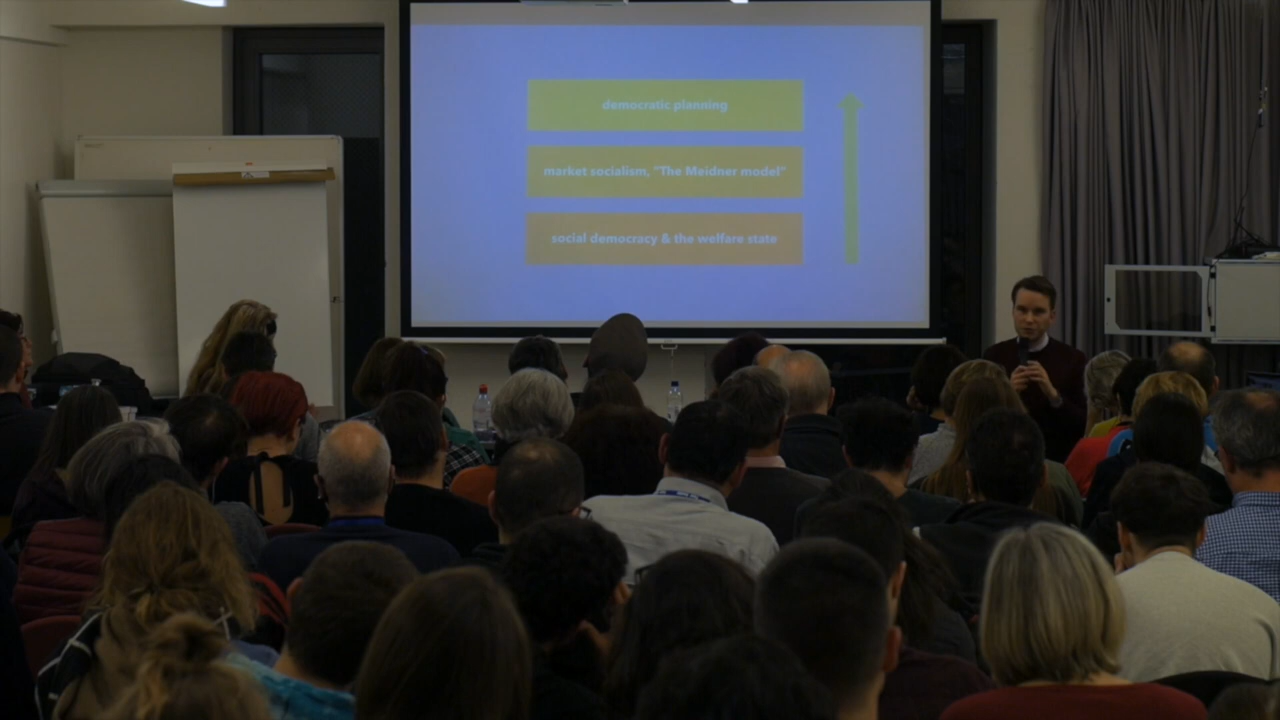 democratic planning
market socialism, "The Meidner model"
social democracy & the welfare state